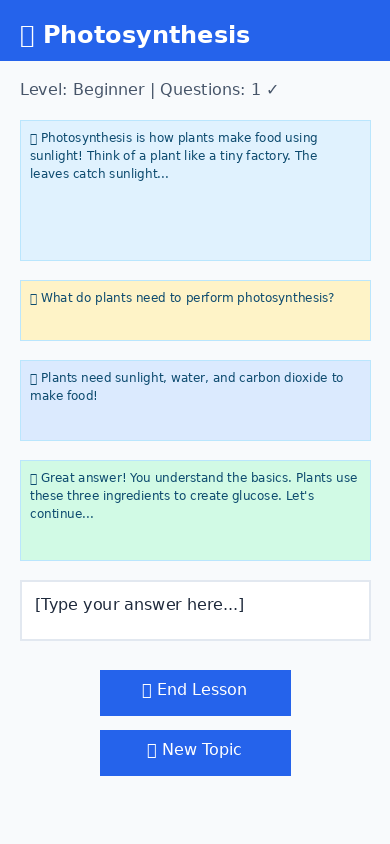 Photosynthesis
Level: Beginner | Questions: 1 ✓
Photosynthesis is how plants make food using
sunlight! Think of a plant like a tiny factory. The
leaves catch sunlight...
What do plants need to perform photosynthesis?
Plants need sunlight, water, and carbon dioxide to
make food!
Great answer! You understand the basics. Plants use
these three ingredients to create glucose. Let's
continue...
[Type your answer here...]
End Lesson
New Topic